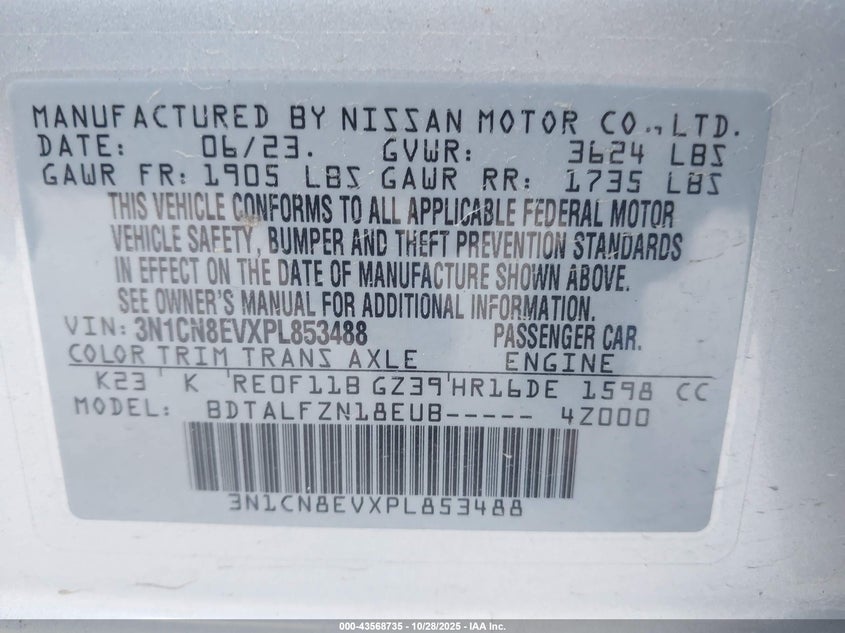 MANUFACTURED BY NISSAN MOTOR CO.,LTD.
DATE: 06/23. GVWR: 3624 LBS
GAWR FR: 1905 LBS GAWR RR: 1735 LBS
THIS VEHICLE CONFORMS TO ALL APPLICABLE FEDERAL MOTOR
VEHICLE SAFETY, BUMPER AND THEFT PREVENTION STANDARDS
IN EFFECT ON THE DATE OF MANUFACTURE SHOWN ABOVE.
SEE OWNER'S MANUAL FOR ADDITIONAL INFORMATION.
VIN: 3N1CN8EVXPL853488 PASSENGER CAR.
COLOR TRIM TRANS AXLE ENGINE
K23 K RE0F11B GZ39 HR16DE 1598 CC
MODEL: BDTALFZN18EUB----- 4Z000
3N1CN8EVXPL853488
000-43568735 | 10/28/2025 - IAA Inc.